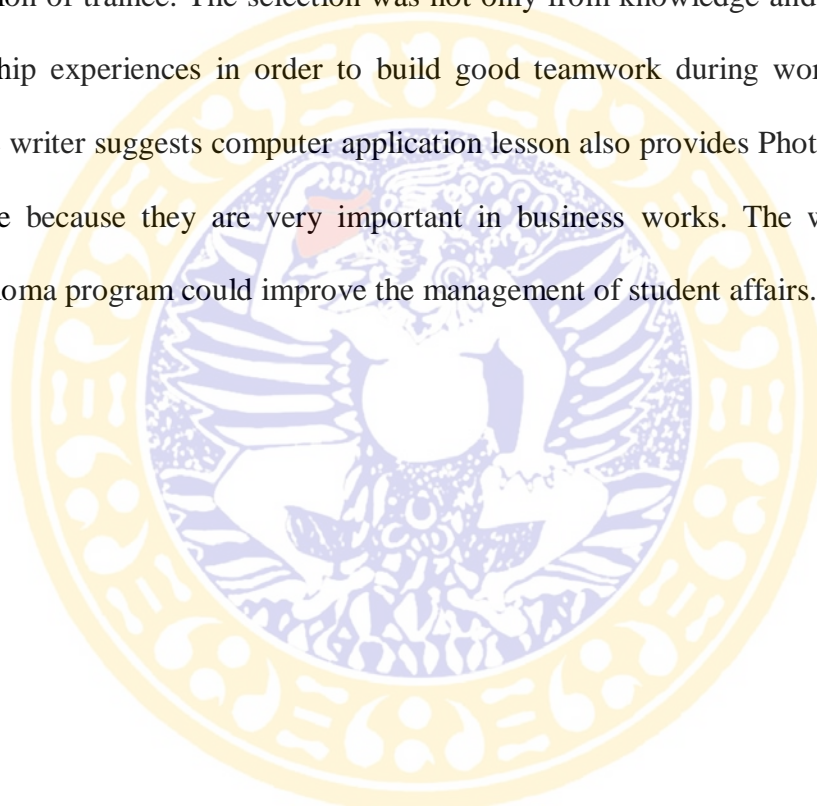 ion of trainee. The selection was not only from knowledge and
hip experiences in order to build good teamwork during wor
writer suggests computer application lesson also provides Phot
e because they are very important in business works. The w
oma program could improve the management of student affairs.